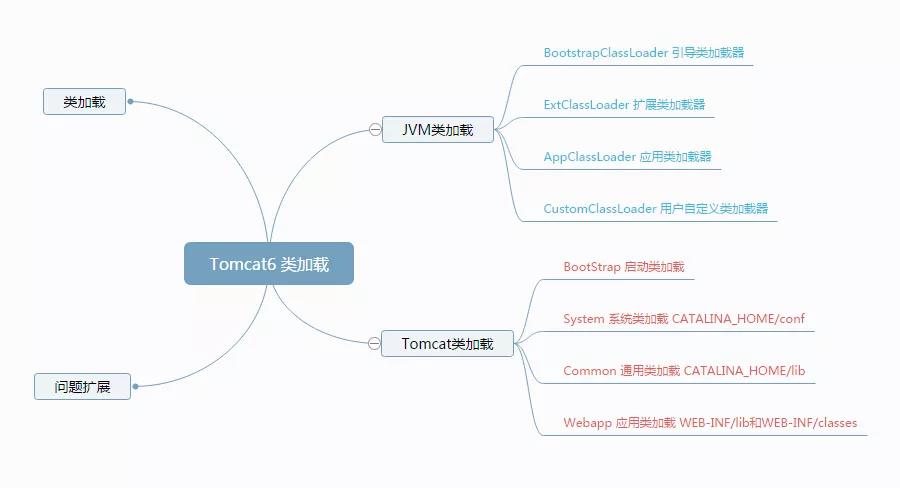 BootstrapClassLoader 引导类加载器
类加载
ExtClassLoader 扩展类加载器
JVM类加载
AppClassLoader 应用类加载器
CustomClassLoader 用户自定义类加载器
Tomcat6 类加载
BootStrap 启动类加载
System 系统类加载 CATALINA_HOME/conf
Tomcat类加载
Common 通用类加载 CATALINA_HOME/lib
问题扩展
Webapp 应用类加载 WEB-INF/lib和WEB-INF/classes